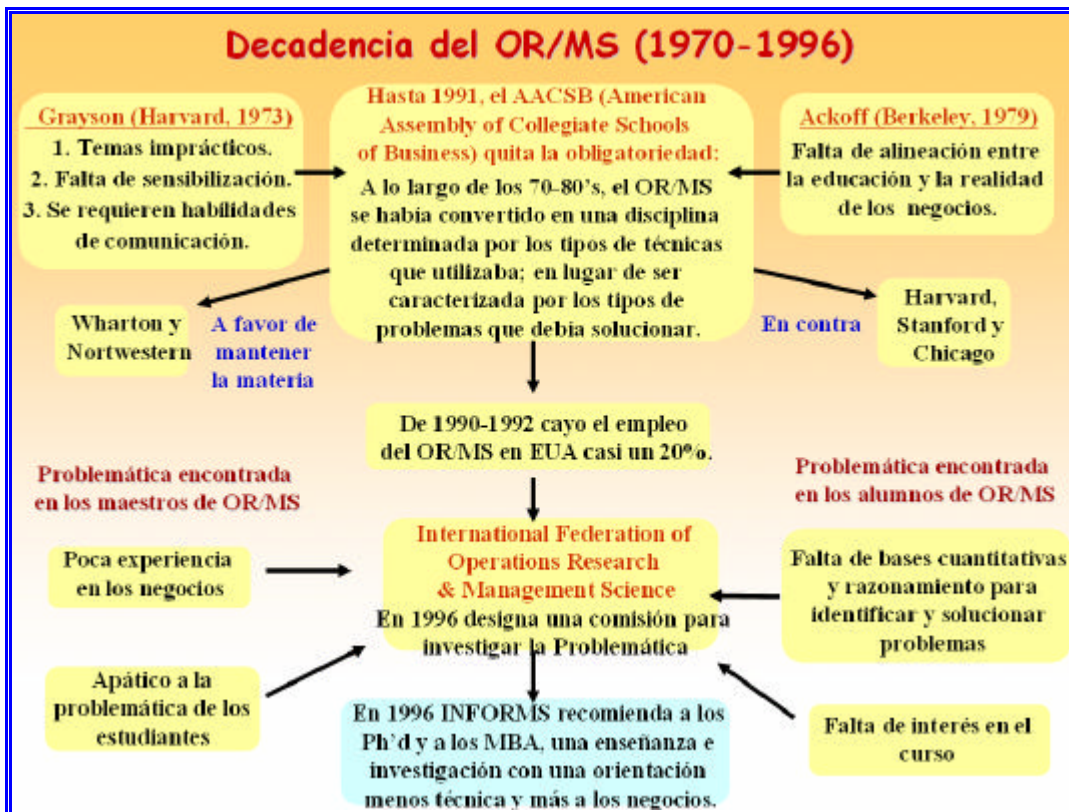 Decadencia del OR/MS (1970-1996)
Grayson (Harvard, 1973)
1. Temas imprácticos.
2. Falta de sensibilización.
3. Se requieren habilidades
de comunicación.
Hasta 1991, el AACSB (American
Assembly of Collegiate Schools
of Business) quita la obligatoriedad:
A lo largo de los 70-80's, el OR/MS
se había convertido en una disciplina
determinada por los tipos de técnicas
que utilizaba; en lugar de ser
caracterizada por los tipos de
problemas que debía solucionar.
Ackoff (Berkeley, 1979)
Falta de alineación entre
la educación y la realidad
de los negocios.
Wharton y
Nortwestern
A favor de
mantener
la materia
En contra
Harvard,
Stanford y
Chicago
De 1990-1992 cayo el empleo
del OR/MS en EUA casi un 20%.
Problemática encontrada
en los maestros de OR/MS
Poca experiencia
en los negocios
Apático a la
problemática de los
estudiantes
International Federation of
Operations Research
& Management Science
En 1996 designa una comisión para
investigar la Problemática
Problemática encontrada
en los alumnos de OR/MS
Falta de bases cuantitativas
y razonamiento para
identificar y solucionar
problemas
Falta de interés en el
curso
En 1996 INFORMS recomienda a los
Ph'd y a los MBA, una enseñanza e
investigación con una orientación
menos técnica y más a los negocios.